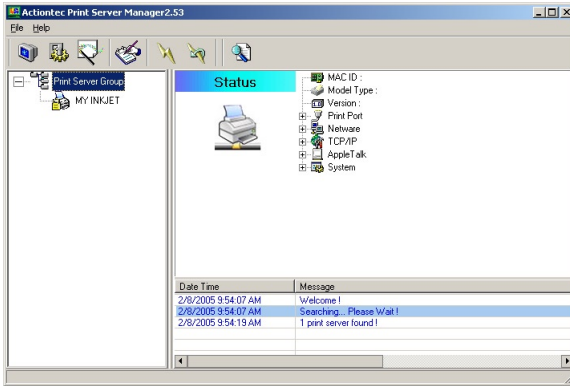 Actiontec Print Server Manager2.53
File Help
Print Server Group
MY INKJET
Status
MAC ID :
Model Type :
Version :
Print Port
Netware
TCP/IP
AppleTalk
System
Date Time Message
2/8/2005 9:54:07 AM Welcome !
2/8/2005 9:54:07 AM Searching... Please Wait !
2/8/2005 9:54:19 AM 1 print server found !